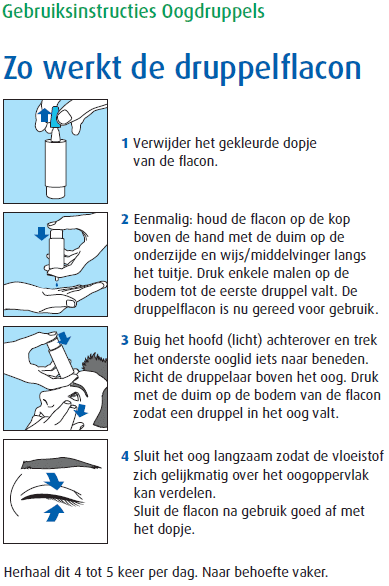 Gebruiksinstructies Oogdruppels
Zo werkt de druppelflacon
1 Verwijder het gekleurde dopje
van de flacon.
2 Eenmalig: houd de flacon op de kop
boven de hand met de duim op de
onderzijde en wijs/middelvinger langs
het tuitje. Druk enkele malen op de
bodem tot de eerste druppel valt. De
druppelflacon is nu gereed voor gebruik.
3 Buig het hoofd (licht) achterover en trek
het onderste ooglid iets naar beneden.
Richt de druppelaar boven het oog. Druk
met de duim op de bodem van de flacon
zodat een druppel in het oog valt.
4 Sluit het oog langzaam zodat de vloeistof
zich gelijkmatig over het oogoppervlak
kan verdelen.
Sluit de flacon na gebruik goed af met
het dopje.
Herhaal dit 4 tot 5 keer per dag. Naar behoefte vaker.